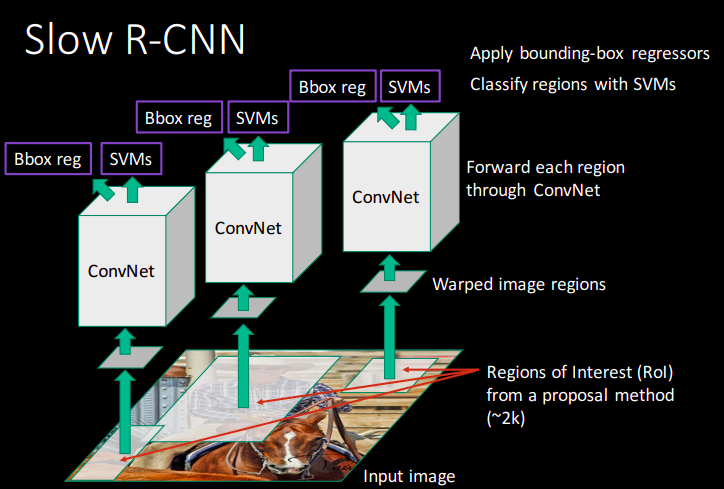 Slow R-CNN
Apply bounding-box regressors
Classify regions with SVMs
Bbox reg
SVMs
Bbox reg
SVMs
Bbox reg
SVMs
Forward each region
through ConvNet
ConvNet
ConvNet
ConvNet
Warped image regions
Regions of Interest (RoI)
from a proposal method
(~2k)
Input image